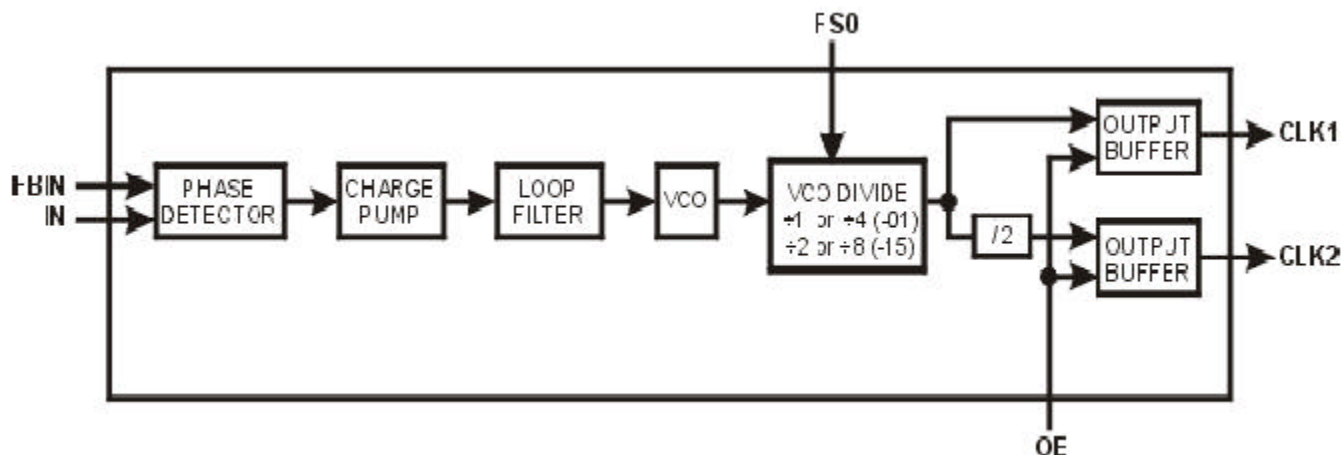 FS0
FBIN
IN
PHASE
DETECTOR
CHARGE
PUMP
LOOP
FILTER
VCO
VCO DIVIDE
÷1 or ÷4 (-01)
÷2 or ÷8 (-15)
/2
OUTPUT
BUFFER
CLK1
OUTPUT
BUFFER
CLK2
OE